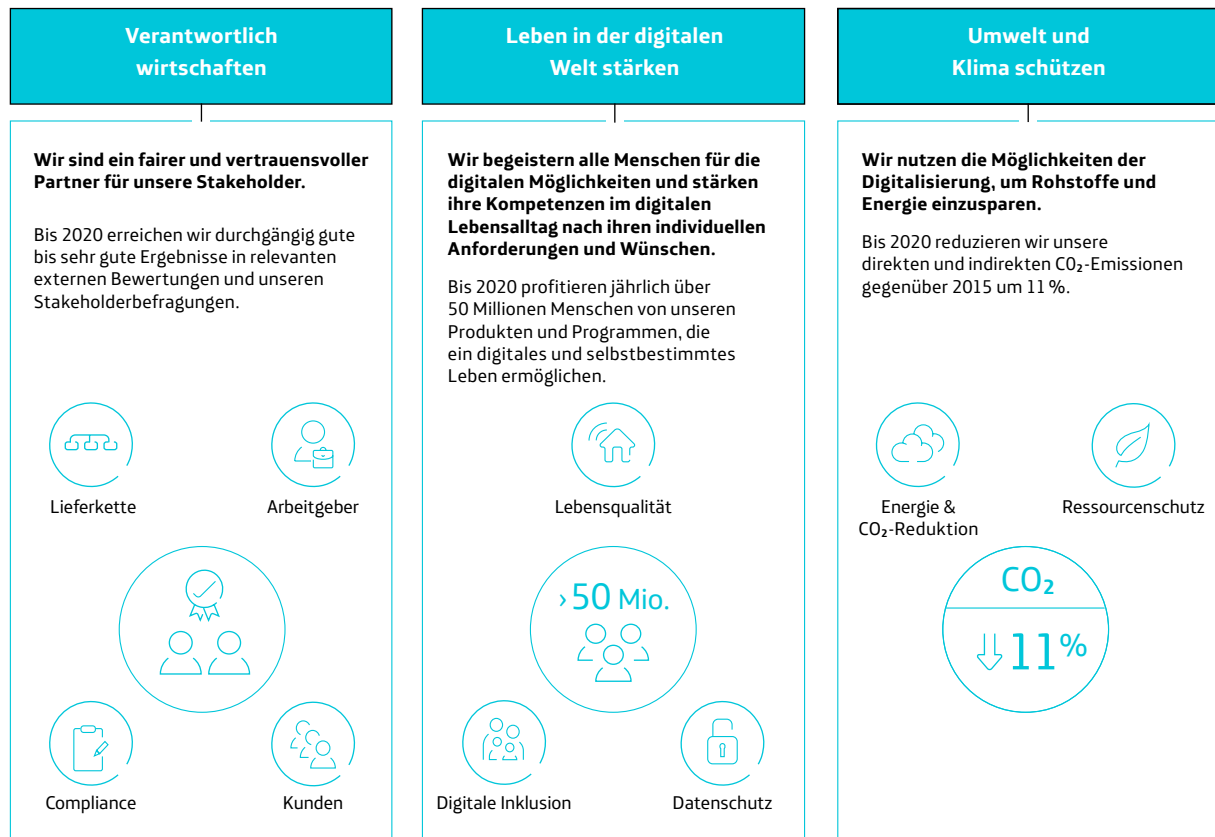 Verantwortlich
wirtschaften
Wir sind ein fairer und vertrauensvoller
Partner für unsere Stakeholder.
Bis 2020 erreichen wir durchgängig gute
bis sehr gute Ergebnisse in relevanten
externen Bewertungen und unseren
Stakeholderbefragungen.
Lieferkette
Arbeitgeber
Compliance
Kunden
Leben in der digitalen
Welt stärken
Wir begeistern alle Menschen für die
digitalen Möglichkeiten und stärken
ihre Kompetenzen im digitalen
Lebensalltag nach ihren individuellen
Anforderungen und Wünschen.
Bis 2020 profitieren jährlich über
50 Millionen Menschen von unseren
Produkten und Programmen, die
ein digitales und selbstbestimmtes
Leben ermöglichen.
Lebensqualität
›50 Mio.
Digitale Inklusion
Datenschutz
Umwelt und
Klima schützen
Wir nutzen die Möglichkeiten der
Digitalisierung, um Rohstoffe und
Energie einzusparen.
Bis 2020 reduzieren wir unsere
direkten und indirekten CO₂-Emissionen
gegenüber 2015 um 11 %.
Energie &
CO₂-Reduktion
Ressourcenschutz
CO₂
11%